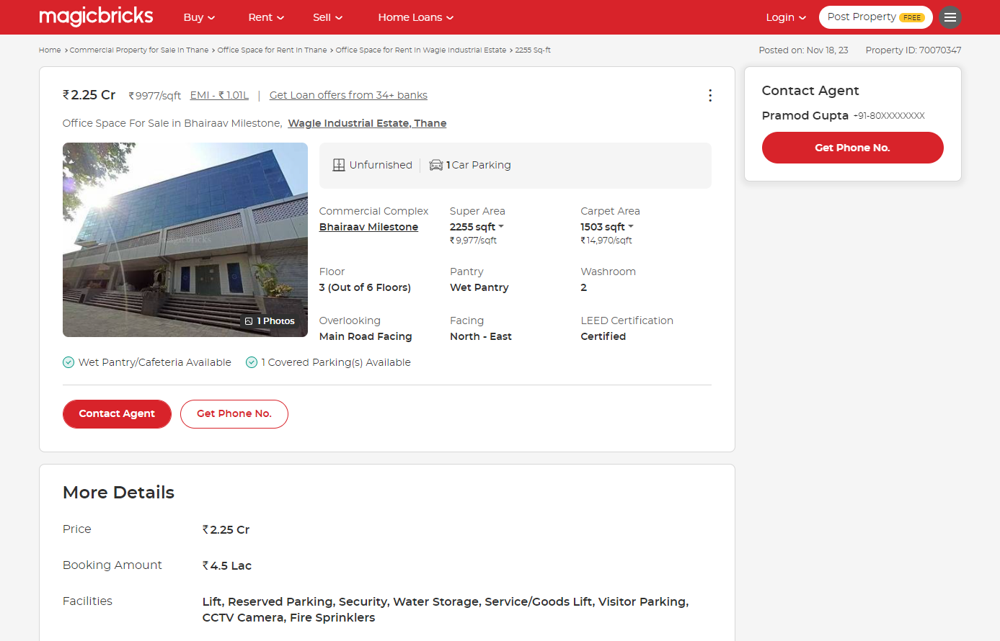 magicbricks
Buy
Rent
Sell
Home Loans
Login
Post Property FREE
Home > Commercial Property for Sale in Thane > Office Space for Rent in Thane > Office Space for Rent in Wagle Industrial Estate > 2255 Sq-ft
Posted on: Nov 18, 23
Property ID: 70070347
₹2.25 Cr ₹9977/sqft EMI - ₹ 1.01L | Get Loan offers from 34+ banks
Office Space For Sale in Bhairaav Milestone, Wagle Industrial Estate, Thane
magicbricks
1 Photos
Unfurnished
1 Car Parking
Commercial Complex
Bhairaav Milestone
Super Area
2255 sqft
₹9,977/sqft
Carpet Area
1503 sqft
₹14,970/sqft
Floor
3 (Out of 6 Floors)
Pantry
Wet Pantry
Washroom
2
Overlooking
Main Road Facing
Facing
North - East
LEED Certification
Certified
Wet Pantry/Cafeteria Available
1 Covered Parking(s) Available
Contact Agent
Get Phone No.
Contact Agent
Pramod Gupta +91-80XXXXXXXX
Get Phone No.
More Details
Price
₹2.25 Cr
Booking Amount
₹4.5 Lac
Facilities
Lift, Reserved Parking, Security, Water Storage, Service/Goods Lift, Visitor Parking,
CCTV Camera, Fire Sprinklers